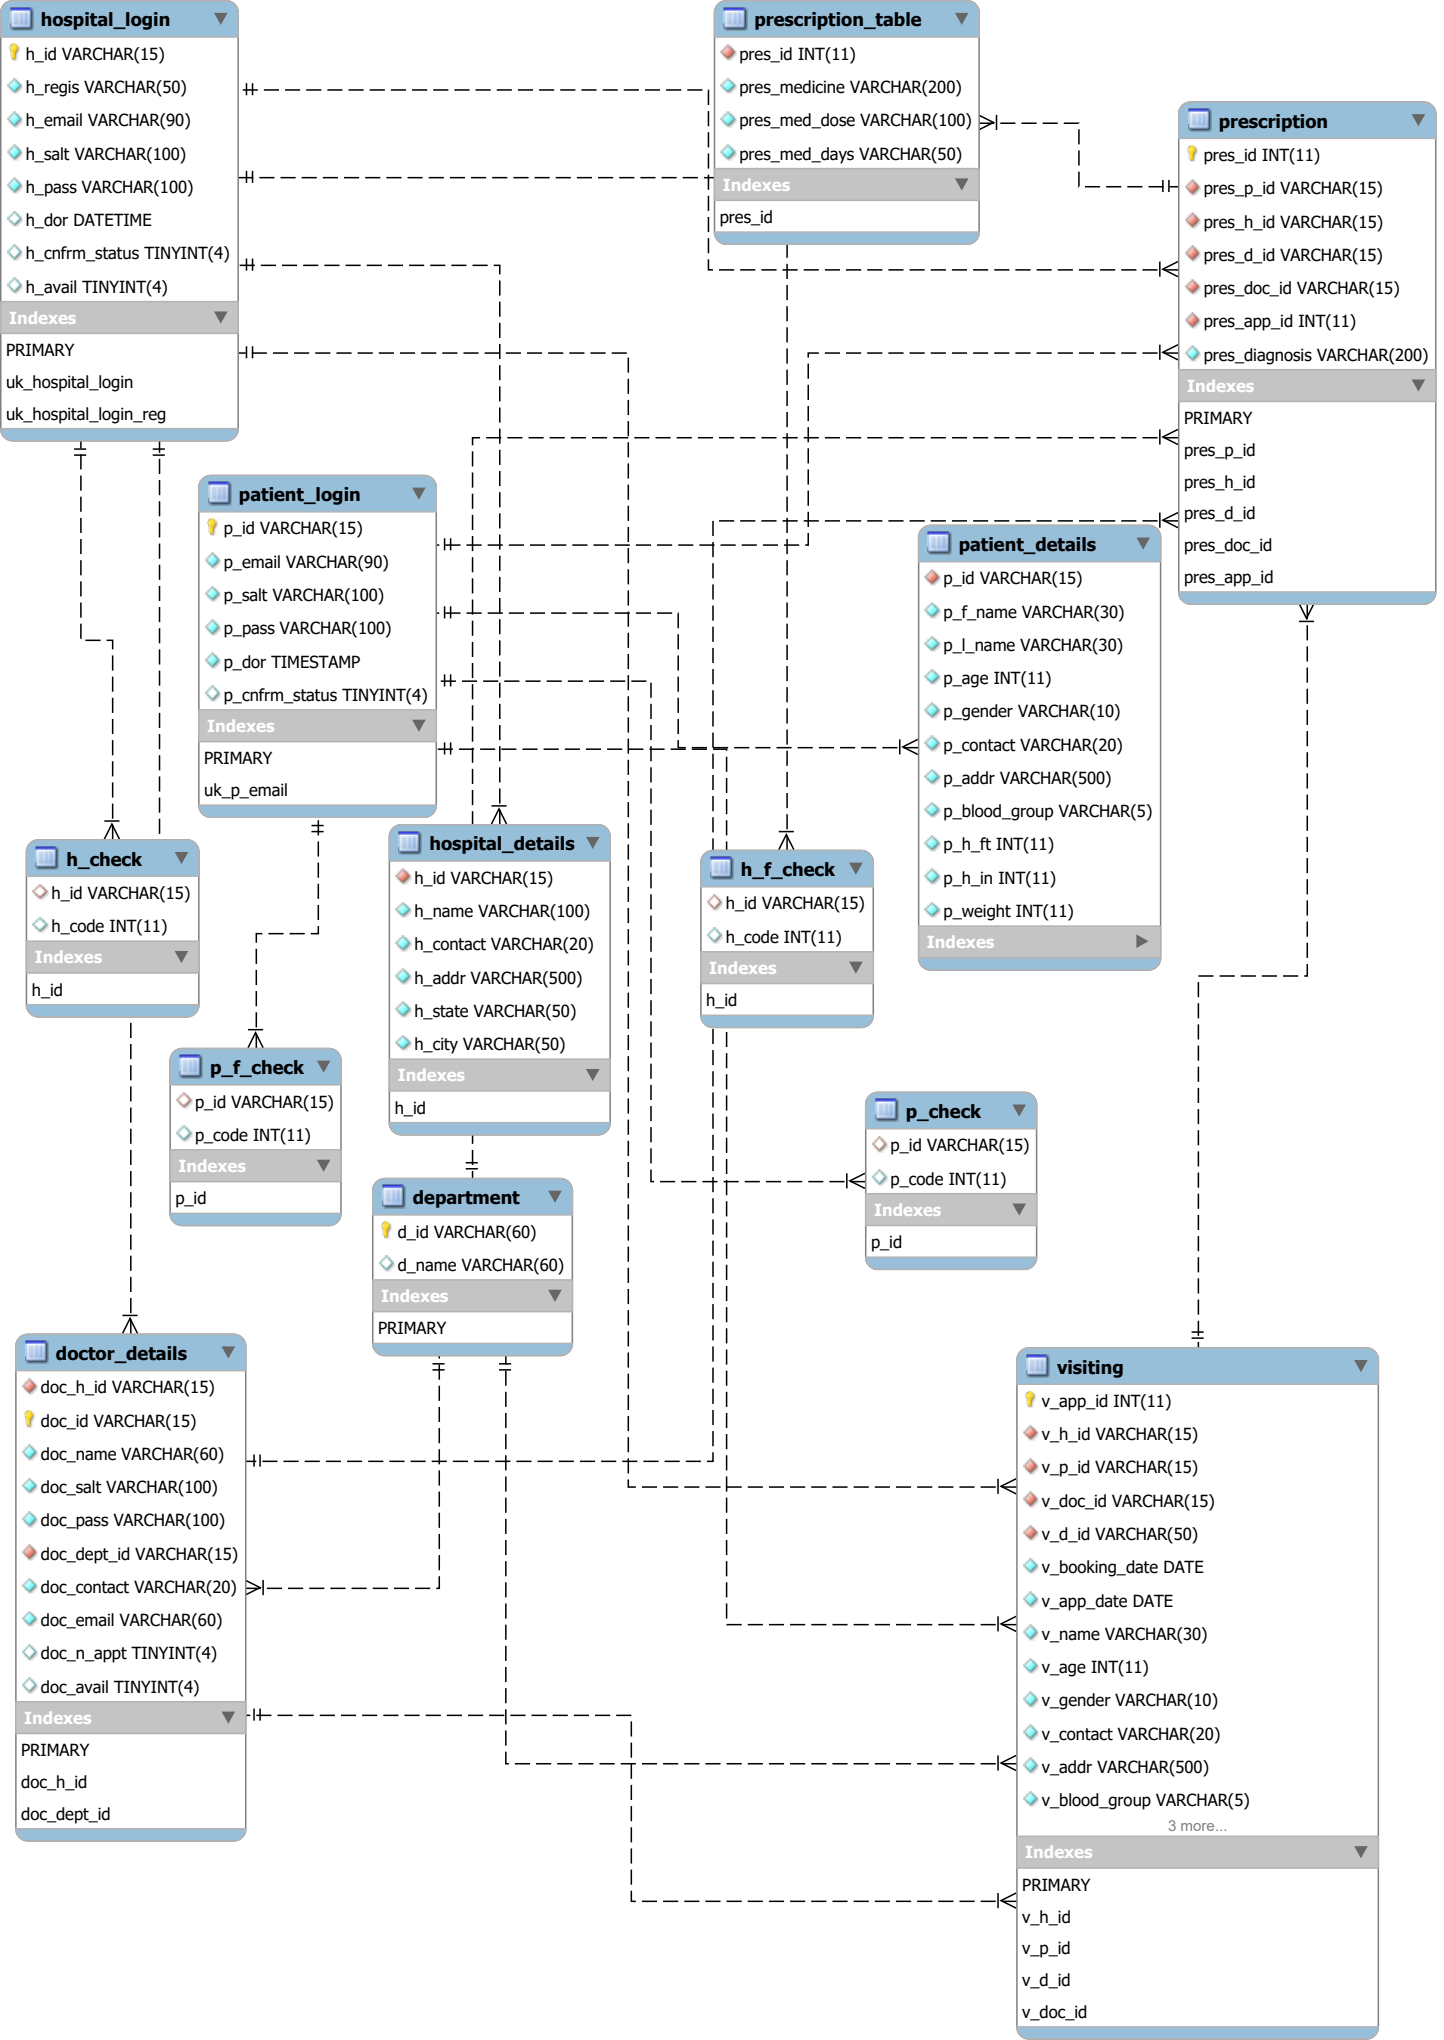 hospital_login
h_id VARCHAR(15)
h_regis VARCHAR(50)
h_email VARCHAR(90)
h_salt VARCHAR(100)
h_pass VARCHAR(100)
h_dor DATETIME
h_cnfrm_status TINYINT(4)
h_avail TINYINT(4)
Indexes
PRIMARY
uk_hospital_login
uk_hospital_login_reg
prescription_table
pres_id INT(11)
pres_medicine VARCHAR(200)
pres_med_dose VARCHAR(100)
pres_med_days VARCHAR(50)
Indexes
pres_id
prescription
pres_id INT(11)
pres_p_id VARCHAR(15)
pres_h_id VARCHAR(15)
pres_d_id VARCHAR(15)
pres_doc_id VARCHAR(15)
pres_app_id INT(11)
pres_diagnosis VARCHAR(200)
Indexes
PRIMARY
pres_p_id
pres_h_id
pres_d_id
pres_doc_id
pres_app_id
patient_login
p_id VARCHAR(15)
p_email VARCHAR(90)
p_salt VARCHAR(100)
p_pass VARCHAR(100)
p_dor TIMESTAMP
p_cnfrm_status TINYINT(4)
Indexes
PRIMARY
uk_p_email
patient_details
p_id VARCHAR(15)
p_f_name VARCHAR(30)
p_l_name VARCHAR(30)
p_age INT(11)
p_gender VARCHAR(10)
p_contact VARCHAR(20)
p_addr VARCHAR(500)
p_blood_group VARCHAR(5)
p_h_ft INT(11)
p_h_in INT(11)
p_weight INT(11)
Indexes
h_check
h_id VARCHAR(15)
h_code INT(11)
Indexes
h_id
hospital_details
h_id VARCHAR(15)
h_name VARCHAR(100)
h_contact VARCHAR(20)
h_addr VARCHAR(500)
h_state VARCHAR(50)
h_city VARCHAR(50)
Indexes
h_id
h_f_check
h_id VARCHAR(15)
h_code INT(11)
Indexes
h_id
p_f_check
p_id VARCHAR(15)
p_code INT(11)
Indexes
p_id
p_check
p_id VARCHAR(15)
p_code INT(11)
Indexes
p_id
department
d_id VARCHAR(60)
d_name VARCHAR(60)
Indexes
PRIMARY
doctor_details
doc_h_id VARCHAR(15)
doc_id VARCHAR(15)
doc_name VARCHAR(60)
doc_salt VARCHAR(100)
doc_pass VARCHAR(100)
doc_dept_id VARCHAR(15)
doc_contact VARCHAR(20)
doc_email VARCHAR(60)
doc_n_appt TINYINT(4)
doc_avail TINYINT(4)
Indexes
PRIMARY
doc_h_id
doc_dept_id
visiting
v_app_id INT(11)
v_h_id VARCHAR(15)
v_p_id VARCHAR(15)
v_doc_id VARCHAR(15)
v_d_id VARCHAR(50)
v_booking_date DATE
v_app_date DATE
v_name VARCHAR(30)
v_age INT(11)
v_gender VARCHAR(10)
v_contact VARCHAR(20)
v_addr VARCHAR(500)
v_blood_group VARCHAR(5)
3 more...
Indexes
PRIMARY
v_h_id
v_p_id
v_d_id
v_doc_id